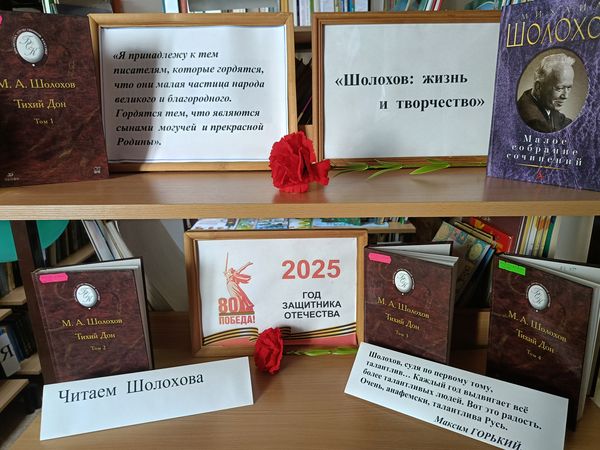 М. А. Шолохов
Тихий Дон
Том 1
«Я принадлежу к тем
писателям, которые гордятся,
что они малая частица народа
великого и благородного.
Гордятся тем, что являются
сынами могучей и прекрасной
Родины».
«Шолохов: жизнь
и творчество»
МИХАИЛ
ШОЛОХОВ
Малое
собрание
сочинений
М. А. Шолохов
Тихий Дон
Том 2
80
ПОБЕДА!
2025
ГОД
ЗАЩИТНИКА
ОТЕЧЕСТВА
М. А. Шолохов
Тихий Дон
Том 3
М. А. Шолохов
Тихий Дон
Том 4
Читаем Шолохова
Шолохов, судя по первому тому,
талантлив… Каждый год выдвигает всё
более талантливых людей. Вот это радость.
Очень, анафемски, талантлива Русь.
Максим ГОРЬКИЙ
Я